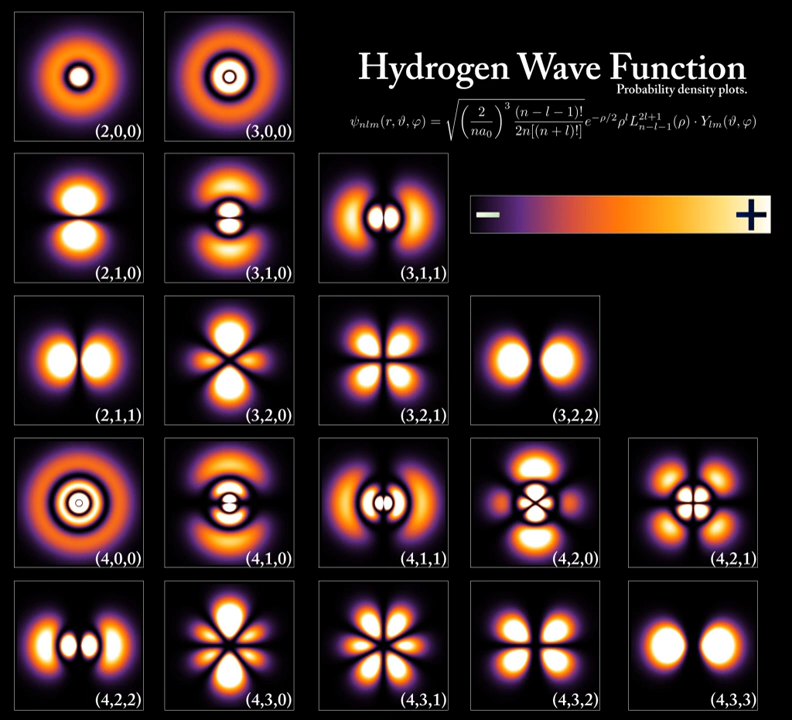 Hydrogen Wave Function
Probability density plots.
ψnlm(r, ϑ, φ) = √((2/na₀)³ (n − l − 1)!/2n[(n + l)!]) e^−ρ/2 ρ^l L^2l+1_n−l−1(ρ) · Ylm(ϑ, φ)
− +
(2,0,0) (3,0,0)
(2,1,0) (3,1,0) (3,1,1)
(2,1,1) (3,2,0) (3,2,1) (3,2,2)
(4,0,0) (4,1,0) (4,1,1) (4,2,0) (4,2,1)
(4,2,2) (4,3,0) (4,3,1) (4,3,2) (4,3,3)